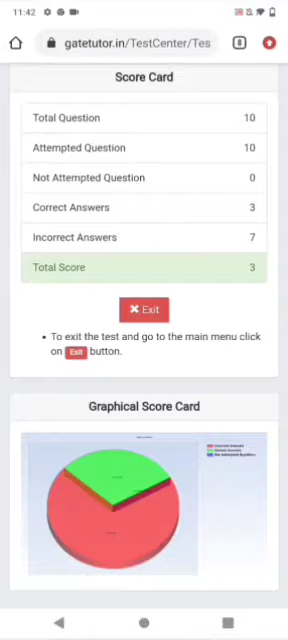 11:42
gatetutor.in/TestCenter/Tes
8
Score Card
Total Question 10
Attempted Question 10
Not Attempted Question 0
Correct Answers 3
Incorrect Answers 7
Total Score 3
Exit
• To exit the test and go to the main menu click
on Exit button.
Graphical Score Card